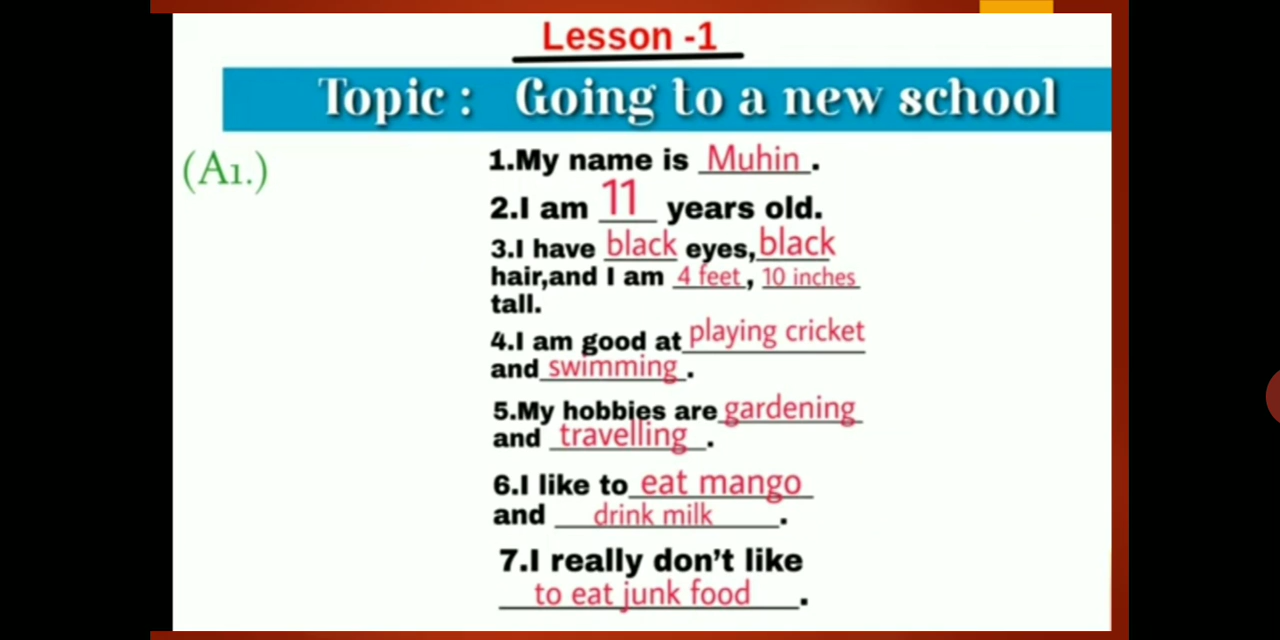 Lesson -1
Topic :   Going to a new school
(A1.)
1.My name is Muhin.
2.I am 11 years old.
3.I have black eyes,black
hair,and I am 4 feet, 10 inches
tall.
4.I am good at playing cricket
and swimming.
5.My hobbies are gardening
and travelling.
6.I like to eat mango
and drink milk.
7.I really don't like
to eat junk food.